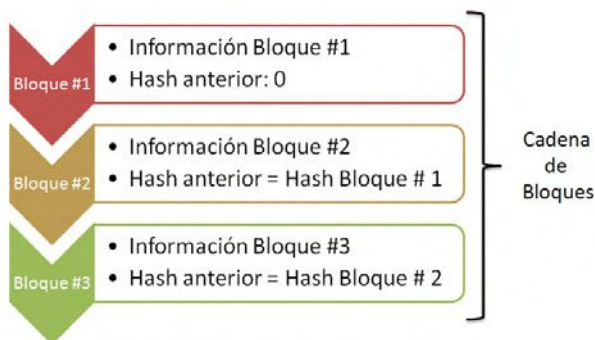 Bloque #1
• Información Bloque #1
• Hash anterior: 0
Bloque #2
• Información Bloque #2
• Hash anterior = Hash Bloque # 1
Bloque #3
• Información Bloque #3
• Hash anterior = Hash Bloque # 2
Cadena
de
Bloques